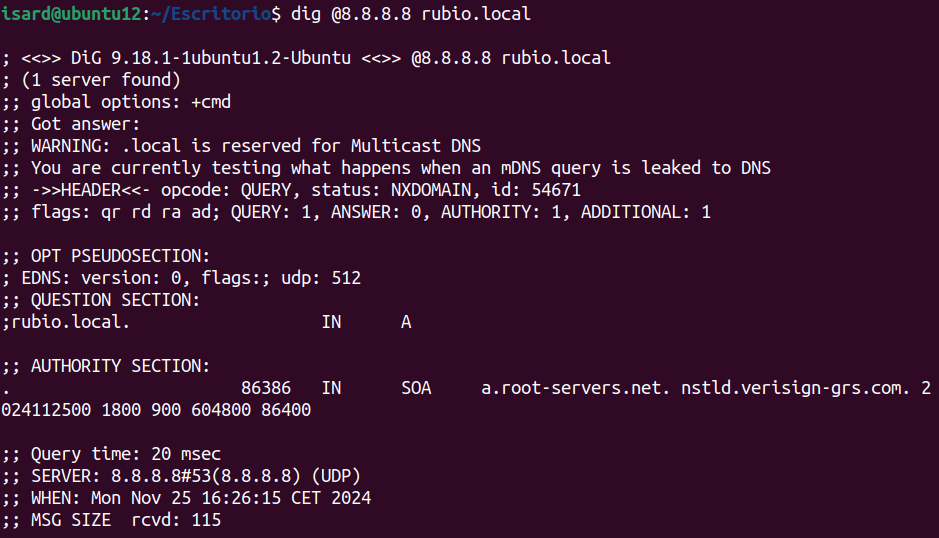 isard@ubuntu12:~/Escritorio$ dig @8.8.8.8 rubio.local

; <<>> DiG 9.18.1-1ubuntu1.2-Ubuntu <<>> @8.8.8.8 rubio.local
; (1 server found)
;; global options: +cmd
;; Got answer:
;; WARNING: .local is reserved for Multicast DNS
;; You are currently testing what happens when an mDNS query is leaked to DNS
;; ->>HEADER<<- opcode: QUERY, status: NXDOMAIN, id: 54671
;; flags: qr rd ra ad; QUERY: 1, ANSWER: 0, AUTHORITY: 1, ADDITIONAL: 1

;; OPT PSEUDOSECTION:
; EDNS: version: 0, flags:; udp: 512
;; QUESTION SECTION:
;rubio.local.                   IN      A

;; AUTHORITY SECTION:
.                       86386   IN      SOA     a.root-servers.net. nstld.verisign-grs.com. 2
024112500 1800 900 604800 86400

;; Query time: 20 msec
;; SERVER: 8.8.8.8#53(8.8.8.8) (UDP)
;; WHEN: Mon Nov 25 16:26:15 CET 2024
;; MSG SIZE  rcvd: 115